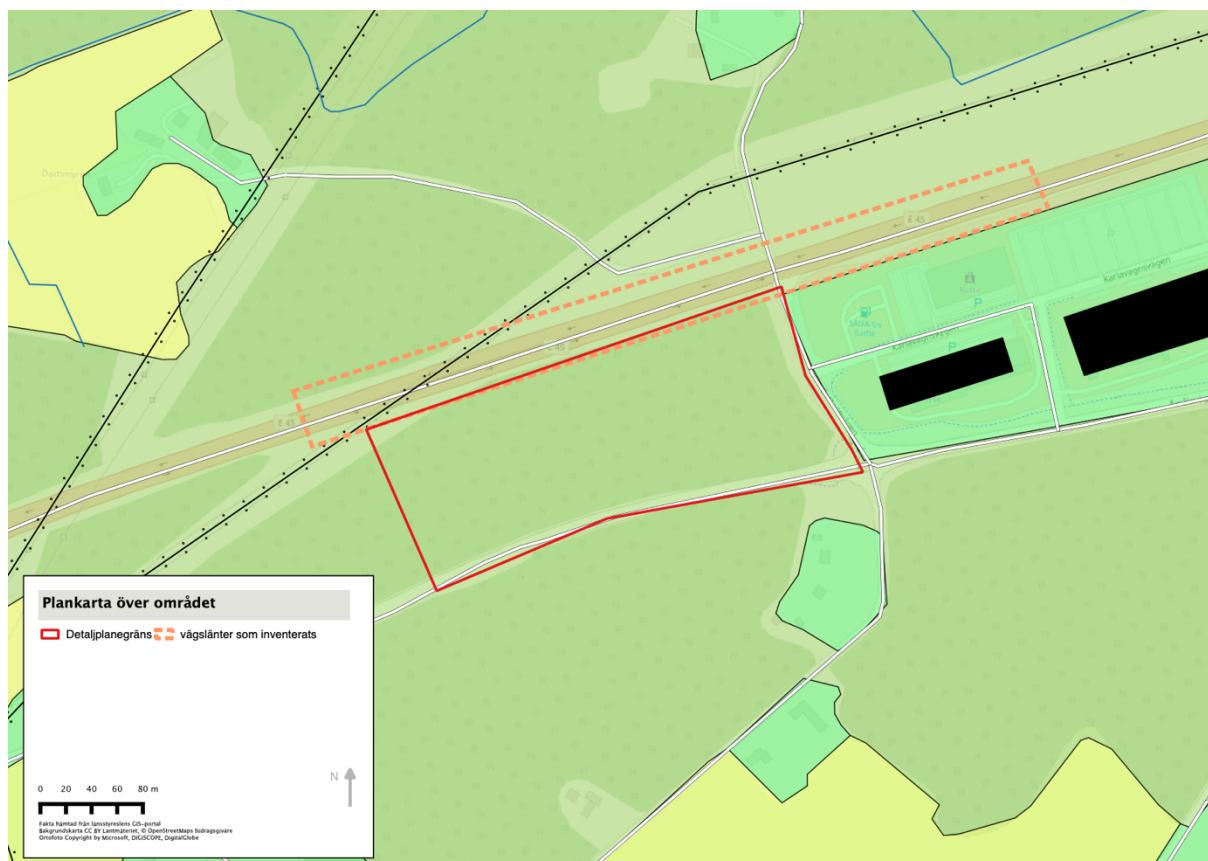 E 45
Karlavagnsvägen
P
P
Karlavagnsvägen
P
E 45
E 45
Plankarta över området
Detaljplanegräns
vägslänter som inventerats
N
0 20 40 60 80 m
Fakta hämtad från länsstyrelsens GIS-portal
Bakgrundskarta CC BY Lantmäteriet, © OpenStreetMaps bidragsgivare
Ortofoto Copyright by Microsoft, DIGISCOPE, DigitalGlobe